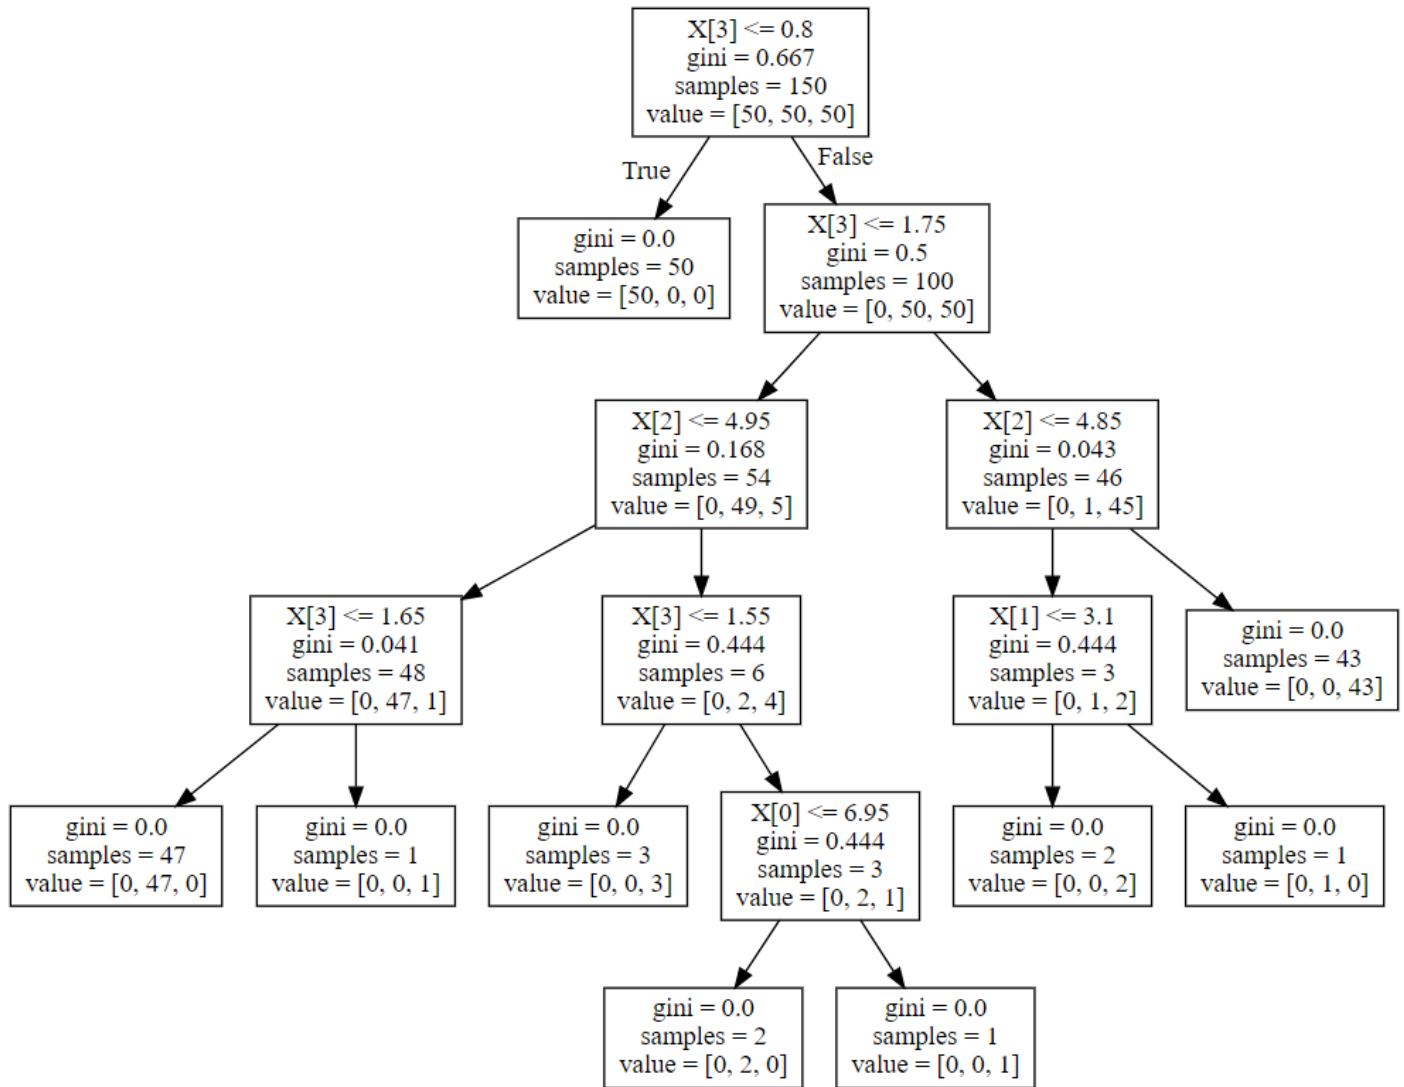 X[3] <= 0.8
gini = 0.667
samples = 150
value = [50, 50, 50]
True
False
gini = 0.0
samples = 50
value = [50, 0, 0]
X[3] <= 1.75
gini = 0.5
samples = 100
value = [0, 50, 50]
X[2] <= 4.95
gini = 0.168
samples = 54
value = [0, 49, 5]
X[2] <= 4.85
gini = 0.043
samples = 46
value = [0, 1, 45]
X[3] <= 1.65
gini = 0.041
samples = 48
value = [0, 47, 1]
X[3] <= 1.55
gini = 0.444
samples = 6
value = [0, 2, 4]
X[1] <= 3.1
gini = 0.444
samples = 3
value = [0, 1, 2]
gini = 0.0
samples = 43
value = [0, 0, 43]
gini = 0.0
samples = 47
value = [0, 47, 0]
gini = 0.0
samples = 1
value = [0, 0, 1]
gini = 0.0
samples = 3
value = [0, 0, 3]
X[0] <= 6.95
gini = 0.444
samples = 3
value = [0, 2, 1]
gini = 0.0
samples = 2
value = [0, 0, 2]
gini = 0.0
samples = 1
value = [0, 1, 0]
gini = 0.0
samples = 2
value = [0, 2, 0]
gini = 0.0
samples = 1
value = [0, 0, 1]